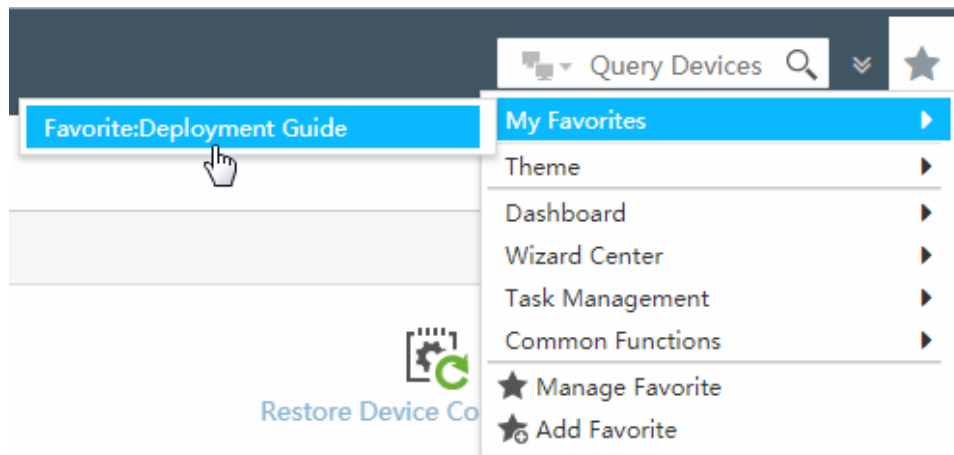 Query Devices
Favorite:Deployment Guide
My Favorites
Theme
Dashboard
Wizard Center
Task Management
Common Functions
Restore Device Co
Manage Favorite
Add Favorite